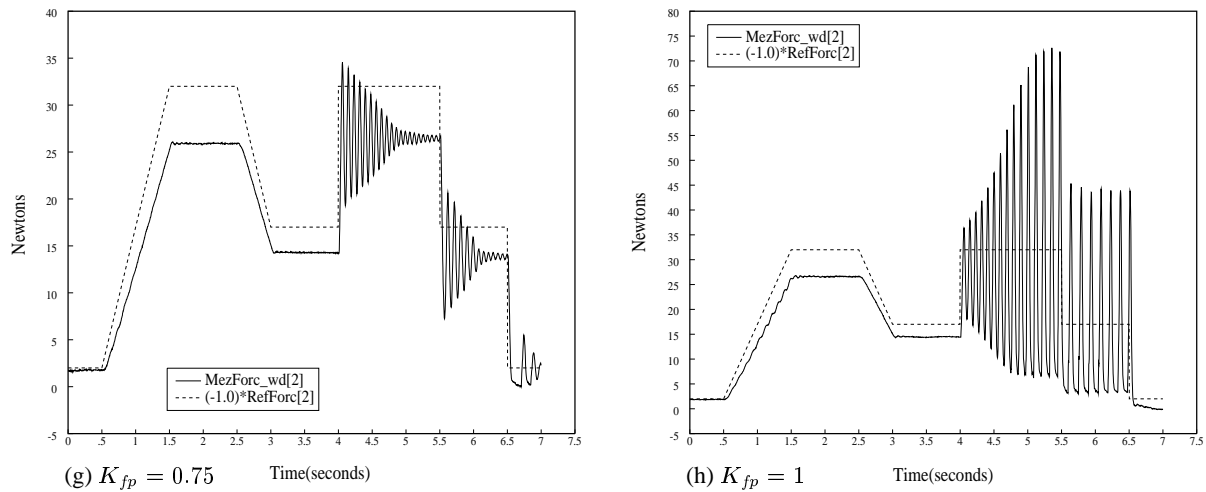 40
35
30
25
20
15
10
5
0
-5
Newtons
MezForc_wd[2]
(-1.0)*RefForc[2]
0 .5 1 1.5 2 2.5 3 3.5 4 4.5 5 5.5 6 6.5 7 7.5
Time(seconds)
(g) K_{fp} = 0.75
80
75
70
65
60
55
50
45
40
35
30
25
20
15
10
5
0
-5
Newtons
MezForc_wd[2]
(-1.0)*RefForc[2]
0 .5 1 1.5 2 2.5 3 3.5 4 4.5 5 5.5 6 6.5 7 7.5
Time(seconds)
(h) K_{fp} = 1